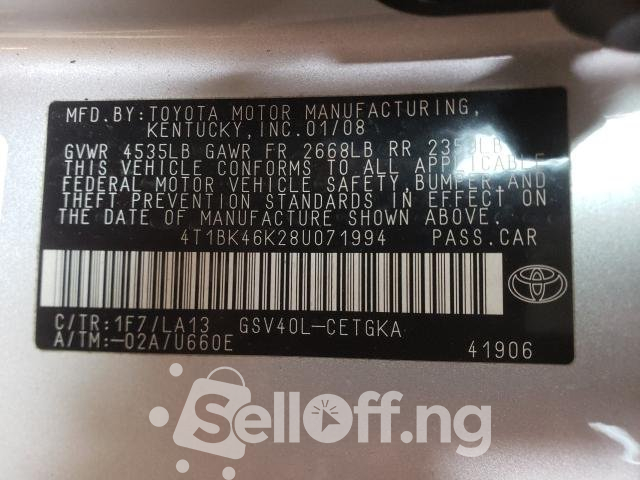 MFD.BY:TOYOTA MOTOR MANUFACTURING,
KENTUCKY,INC.01/08
GVWR 4535LB GAWR FR 2668LB RR
THIS VEHICLE CONFORMS TO ALL APPLICABLE
FEDERAL MOTOR VEHICLE SAFETY,BUMPER,AND
THEFT PREVENTION STANDARDS IN EFFECT ON
THE DATE OF MANUFACTURE SHOWN ABOVE.
4T1BK46K28U071994 PASS.CAR
C/TR:1F7/LA13 GSV40L-CETGKA
A/TM:-02A/U660E 41906
SellOff.ng